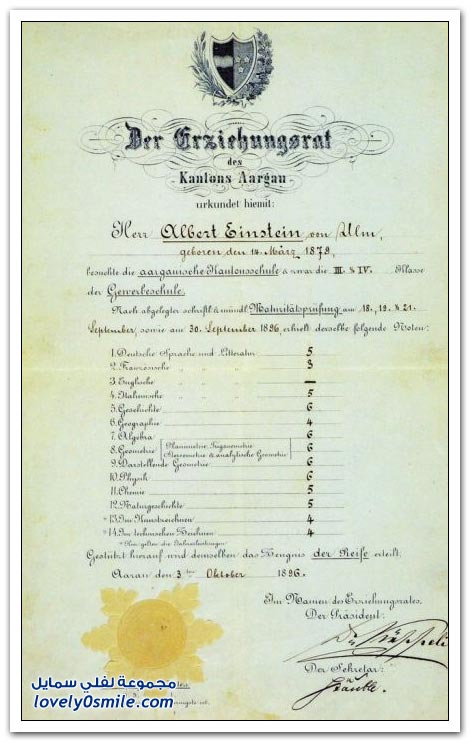 Der Erziehungsrat
des
Kantons Aargau
urkundet hiemit:
Herr Albert Einstein von Ulm,
geboren den 14. März 1879,
besuchte die aargauische Kantonsschule & zwar die III. & IV. Klasse
der Gewerbeschule.
Nach abgelegter schriftl. & mündl. Maturitätsprüfung am 18., 19. & 21.
September, sowie am 30. September 1896, erhielt derselbe folgende Noten:
1. Deutsche Sprache und Litteratur 5
2. Französische " " " 3
3. Englische " " " —
4. Italienische " " " 5
5. Geschichte 6
6. Geographie 4
7. Algebra 6
8. Geometrie { Planimetrie, Trigonometrie Stereometrie & analytische Geometrie } 6
9. Darstellende Geometrie 6
10. Physik 6
11. Chemie 5
12. Naturgeschichte 5
* 13. Im Kunstzeichnen 4
* 14. Im technischen Zeichnen 4
* Hier gelten die Jahresleistungen.
Gestützt hierauf wird demselben das Zeugnis der Reife erteilt.
Aarau den 3ten Oktober 1896.
Im Namen des Erziehungsrates,
Der Präsident:
Der Sekretär:
مجموعة لفلي سمايل
lovely0smile.com